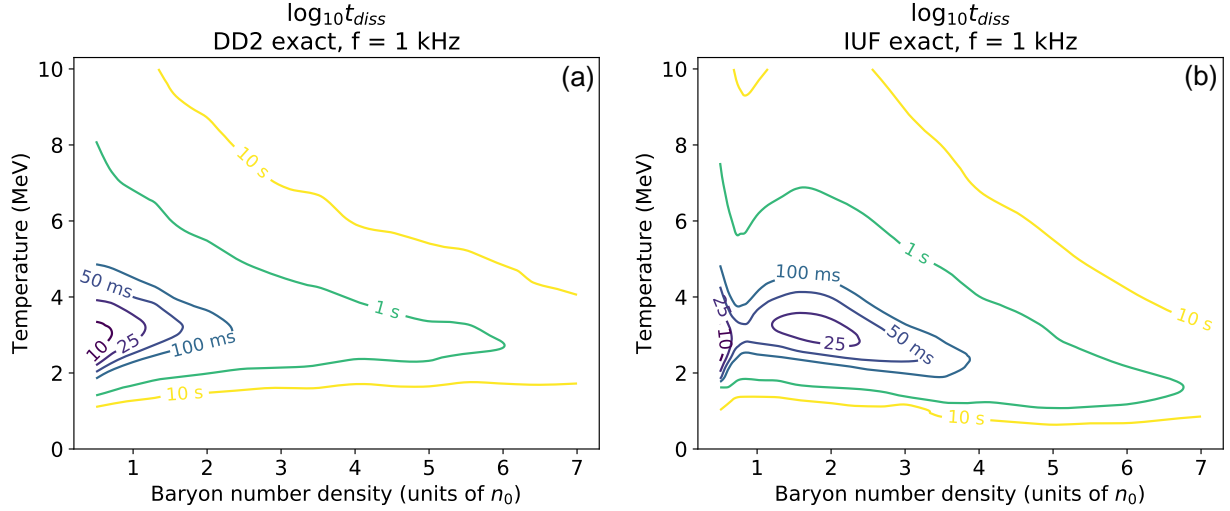 log₁₀t_diss
DD2 exact, f = 1 kHz
(a)
10
8
6
4
2
0
Temperature (MeV)
10 s
1 s
50 ms
100 ms
25
10
10 s
1
2
3
4
5
6
7
Baryon number density (units of n₀)
log₁₀t_diss
IUF exact, f = 1 kHz
(b)
10
8
6
4
2
0
Temperature (MeV)
1 s
100 ms
10 s
25
50 ms
10
25
10 s
1
2
3
4
5
6
7
Baryon number density (units of n₀)